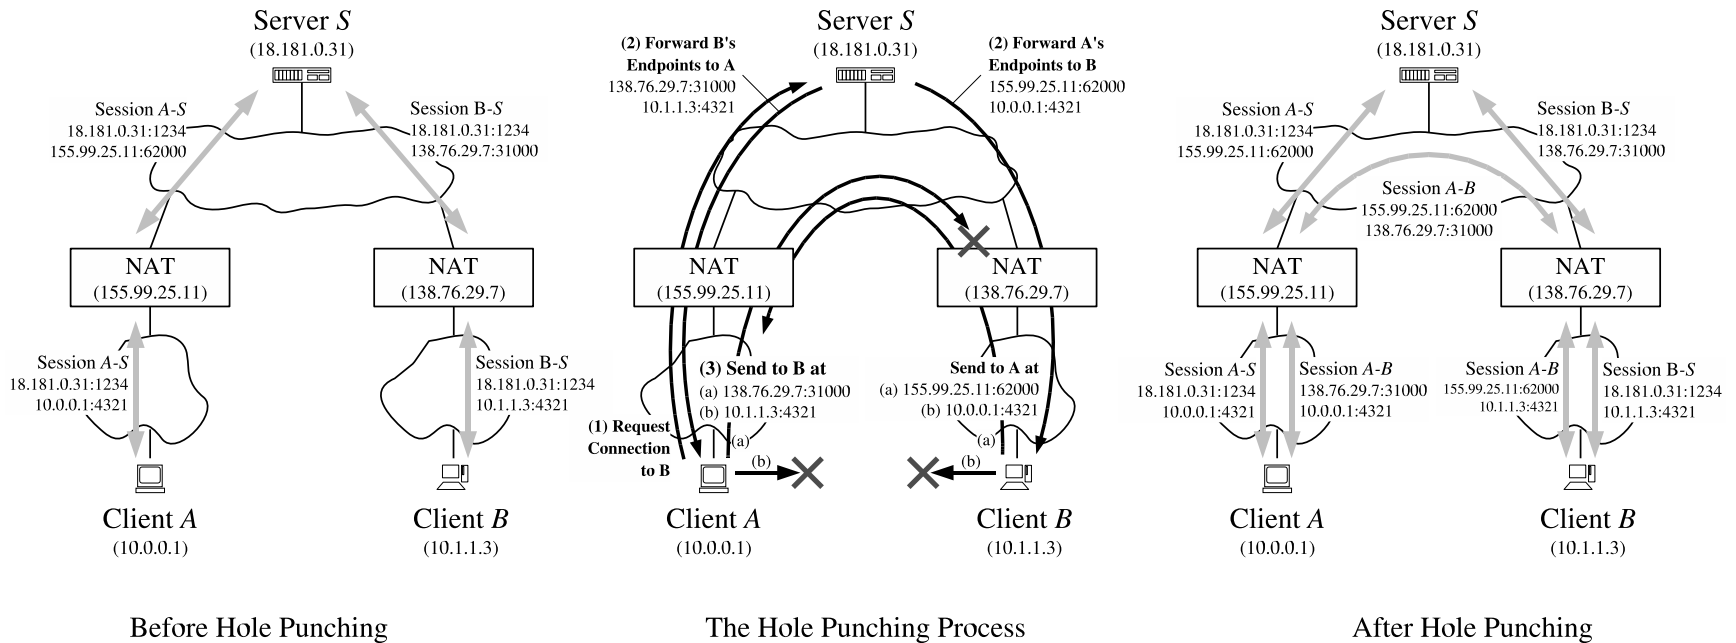 Server S
(18.181.0.31)
Session A-S
18.181.0.31:1234
155.99.25.11:62000
Session B-S
18.181.0.31:1234
138.76.29.7:31000
NAT
(155.99.25.11)
NAT
(138.76.29.7)
Session A-S
18.181.0.31:1234
10.0.0.1:4321
Session B-S
18.181.0.31:1234
10.1.1.3:4321
Client A
(10.0.0.1)
Client B
(10.1.1.3)
Before Hole Punching
Server S
(18.181.0.31)
(2) Forward B's
Endpoints to A
138.76.29.7:31000
10.1.1.3:4321
(2) Forward A's
Endpoints to B
155.99.25.11:62000
10.0.0.1:4321
NAT
(155.99.25.11)
NAT
(138.76.29.7)
(3) Send to B at
(a) 138.76.29.7:31000
(b) 10.1.1.3:4321
Send to A at
(a) 155.99.25.11:62000
(b) 10.0.0.1:4321
(1) Request
Connection
to B
(a)
(b)
(a)
(b)
Client A
(10.0.0.1)
Client B
(10.1.1.3)
The Hole Punching Process
Server S
(18.181.0.31)
Session A-S
18.181.0.31:1234
155.99.25.11:62000
Session B-S
18.181.0.31:1234
138.76.29.7:31000
Session A-B
155.99.25.11:62000
138.76.29.7:31000
NAT
(155.99.25.11)
NAT
(138.76.29.7)
Session A-S
18.181.0.31:1234
10.0.0.1:4321
Session A-B
138.76.29.7:31000
10.0.0.1:4321
Session A-B
155.99.25.11:62000
10.1.1.3:4321
Session B-S
18.181.0.31:1234
10.1.1.3:4321
Client A
(10.0.0.1)
Client B
(10.1.1.3)
After Hole Punching